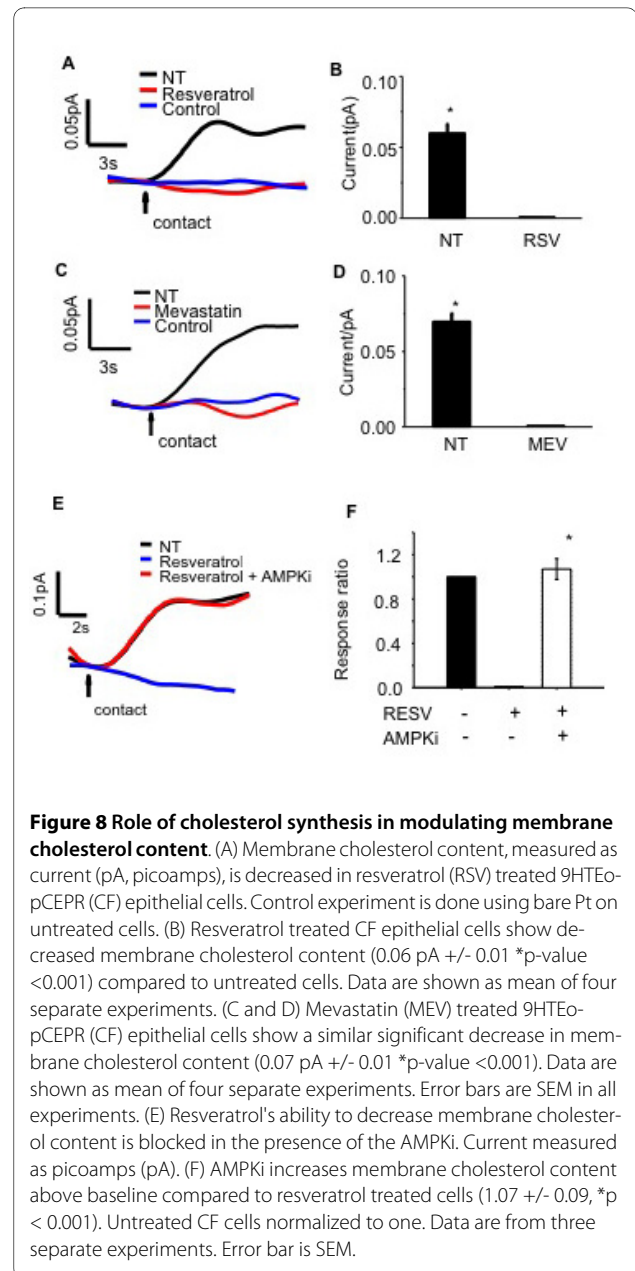 A
NT
Resveratrol
Control
0.05pA
3s
contact
B
0.10
0.05
0.00
Current(pA)
*
NT RSV
C
NT
Mevastatin
Control
0.05pA
3s
contact
D
0.10
0.05
0.00
Current/pA
*
NT MEV
E
NT
Resveratrol
Resveratrol + AMPKi
0.1pA
2s
contact
F
1.2
0.8
0.4
0.0
Response ratio
*
RESV - + +
AMPKi - - +
Figure 8 Role of cholesterol synthesis in modulating membrane
cholesterol content. (A) Membrane cholesterol content, measured as
current (pA, picoamps), is decreased in resveratrol (RSV) treated 9HTEo-
pCEPR (CF) epithelial cells. Control experiment is done using bare Pt on
untreated cells. (B) Resveratrol treated CF epithelial cells show de-
creased membrane cholesterol content (0.06 pA +/- 0.01 *p-value
<0.001) compared to untreated cells. Data are shown as mean of four
separate experiments. (C and D) Mevastatin (MEV) treated 9HTEo-
pCEPR (CF) epithelial cells show a similar significant decrease in mem-
brane cholesterol content (0.07 pA +/- 0.01 *p-value <0.001). Data are
shown as mean of four separate experiments. Error bars are SEM in all
experiments. (E) Resveratrol's ability to decrease membrane cholester-
ol content is blocked in the presence of the AMPKi. Current measured
as picoamps (pA). (F) AMPKi increases membrane cholesterol content
above baseline compared to resveratrol treated cells (1.07 +/- 0.09, *p
< 0.001). Untreated CF cells normalized to one. Data are from three
separate experiments. Error bar is SEM.